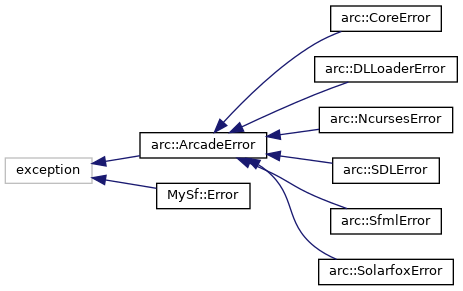 arc::CoreError
arc::DLLoaderError
arc::NcursesError
arc::ArcadeError
exception
arc::SDLError
MySf::Error
arc::SfmlError
arc::SolarfoxError